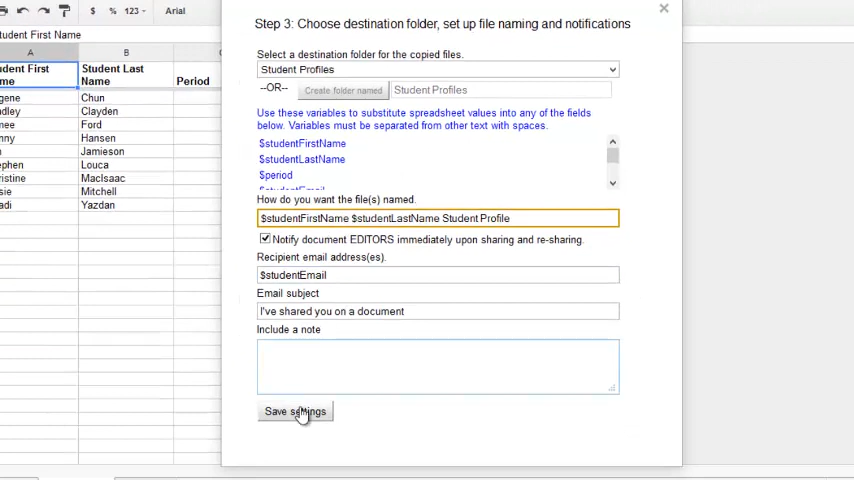 $ % 123 Arial
Student First Name
A B
Student First Name
Student Last Name
Period
Chun
Clayden
Ford
Hansen
Jamieson
Louca
MacIsaac
Mitchell
Yazdan
Step 3: Choose destination folder, set up file naming and notifications
Select a destination folder for the copied files.
Student Profiles
--OR-- Create folder named Student Profiles
Use these variables to substitute spreadsheet values into any of the fields
below. Variables must be separated from other text with spaces.
$studentFirstName
$studentLastName
$period
$studentEmail
How do you want the file(s) named.
$studentFirstName $studentLastName Student Profile
Notify document EDITORS immediately upon sharing and re-sharing.
Recipient email address(es).
$studentEmail
Email subject
I've shared you on a document
Include a note
Save settings